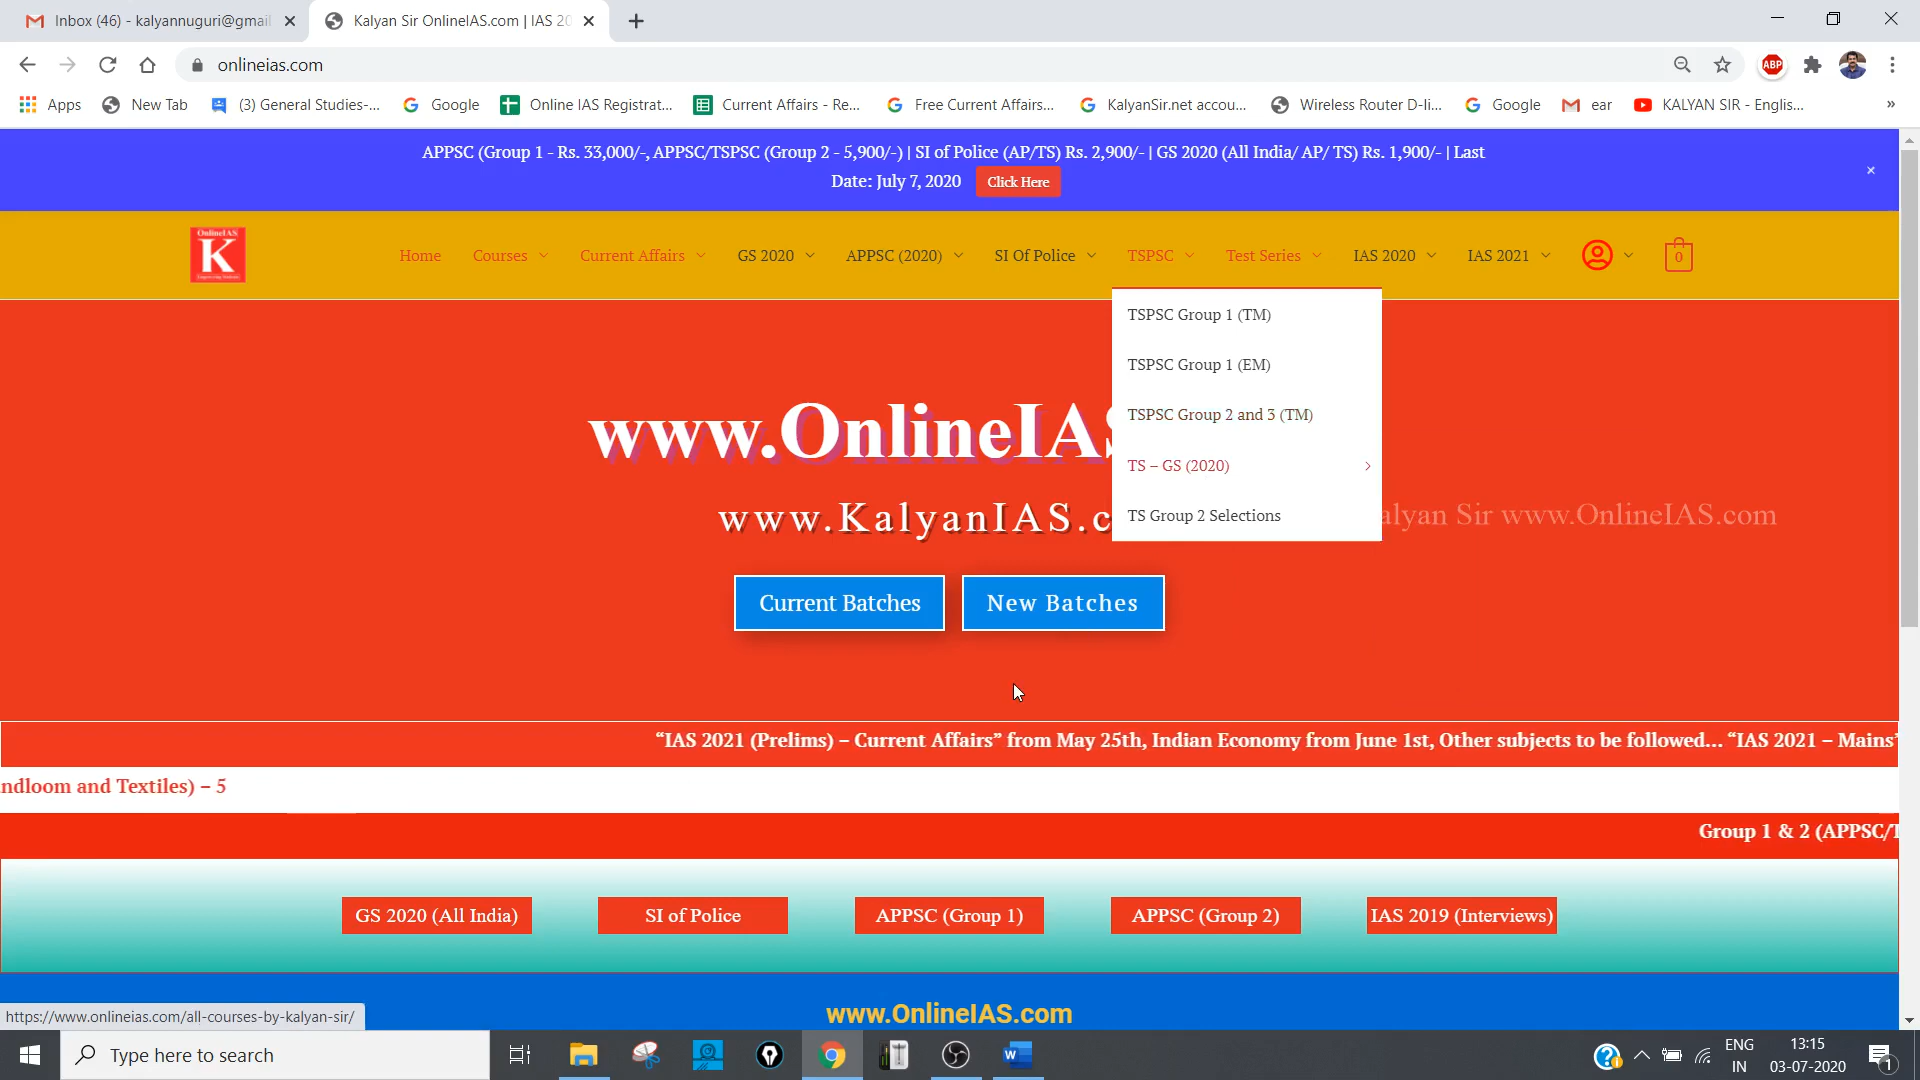 Inbox (46) - kalyannuguri@gmail
Kalyan Sir OnlineIAS.com | IAS 20
onlineias.com
ABP
Apps
New Tab
(3) General Studies-...
Google
Online IAS Registrat...
Current Affairs - Re...
Free Current Affairs...
KalyanSir.net accou...
Wireless Router D-li...
Google
ear
KALYAN SIR - Englis...
»
APPSC (Group 1 - Rs. 33,000/-, APPSC/TSPSC (Group 2 - 5,900/-) | SI of Police (AP/TS) Rs. 2,900/- | GS 2020 (All India/ AP/ TS) Rs. 1,900/- | Last
Date: July 7, 2020 Click Here
OnlineIAS
K
Home
Courses
Current Affairs
GS 2020
APPSC (2020)
SI Of Police
TSPSC
Test Series
IAS 2020
IAS 2021
0
TSPSC Group 1 (TM)
TSPSC Group 1 (EM)
TSPSC Group 2 and 3 (TM)
TS – GS (2020)
TS Group 2 Selections
www.OnlineIAS
www.KalyanIAS.c
alyan Sir www.OnlineIAS.com
Current Batches
New Batches
“IAS 2021 (Prelims) – Current Affairs” from May 25th, Indian Economy from June 1st, Other subjects to be followed... “IAS 2021 – Mains”
ndloom and Textiles) – 5
Group 1 & 2 (APPSC/T
GS 2020 (All India)
SI of Police
APPSC (Group 1)
APPSC (Group 2)
IAS 2019 (Interviews)
www.OnlineIAS.com
https://www.onlineias.com/all-courses-by-kalyan-sir/
Type here to search
ENG
IN
13:15
03-07-2020
1